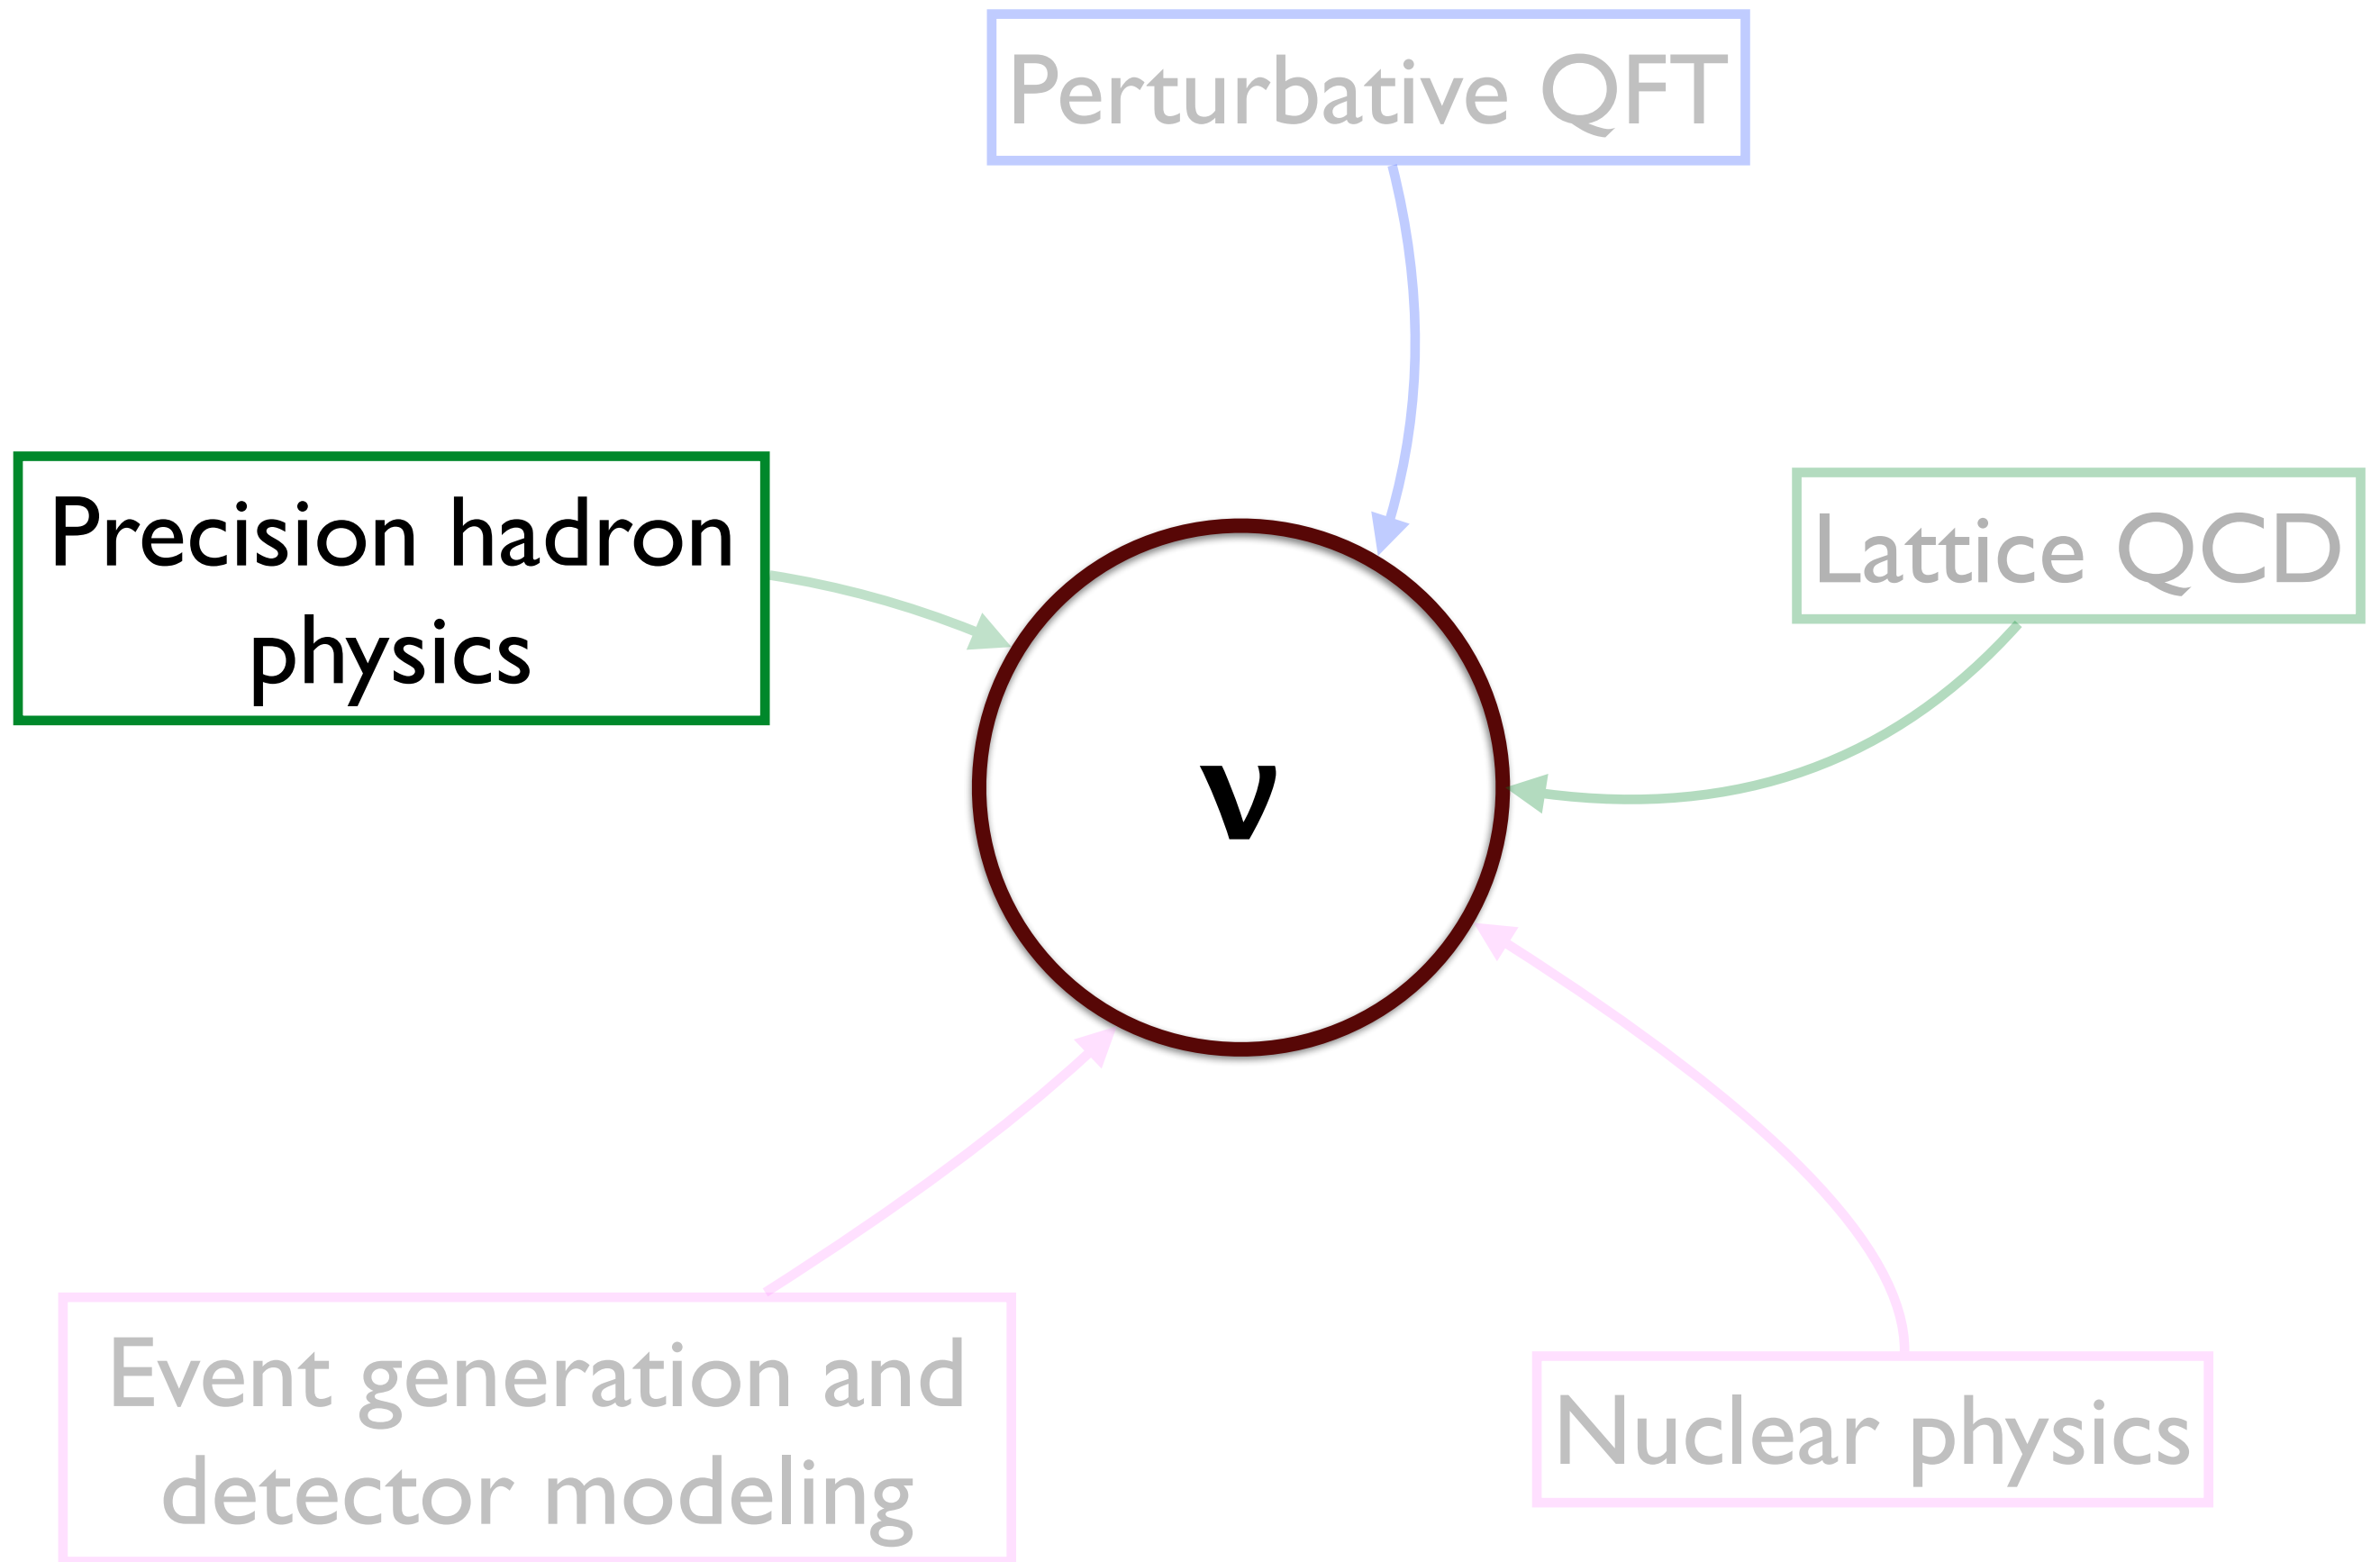 Perturbative QFT
Precision hadron
physics
Lattice QCD
ν
Event generation and
detector modeling
Nuclear physics